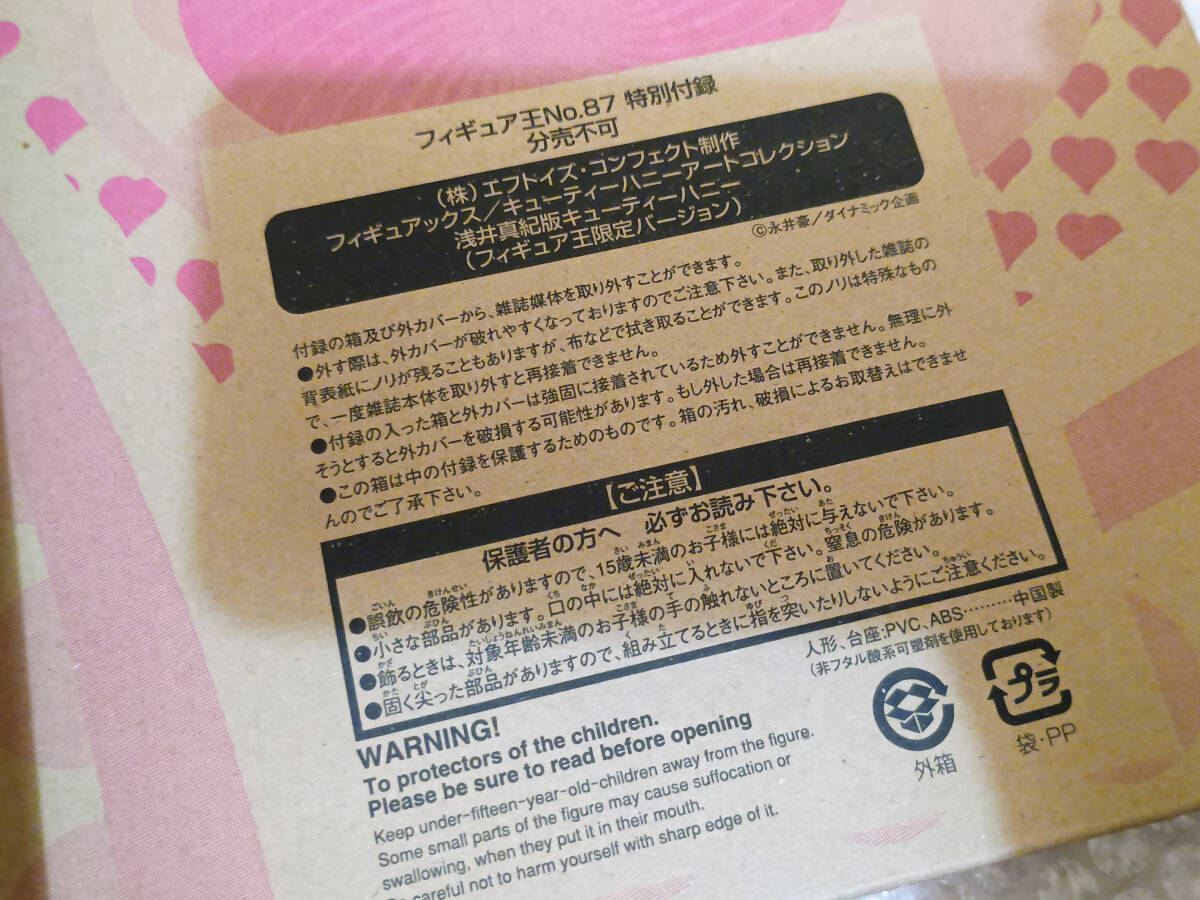 フィギュア王No.87 特別付録
分売不可
(株)エフトイズ・コンフェクト制作
フィギュアックス/キューティーハニーアートコレクション
浅井真紀版キューティーハニー
(フィギュア王限定バージョン)
©永井豪/ダイナミック企画
付録の箱及び外カバーから、雑誌媒体を取り外すことができます。
●外す際は、外カバーが破れやすくなっておりますのでご注意下さい。また、取り外した雑誌の
背表紙にノリが残ることもありますが、布などで拭き取ることができます。このノリは特殊なもの
で、一度雑誌本体を取り外すと再接着できません。
●付録の入った箱と外カバーは強固に接着されているため外すことができません。無理に外
そうとすると外カバーを破損する可能性があります。もし外した場合は再接着できません。
●この箱は中の付録を保護するためのものです。箱の汚れ、破損によるお取替えはできませ
んのでご了承下さい。
【ご注意】
保護者の方へ 必ずお読み下さい。
●誤飲の危険性がありますので、15歳未満のお子様には絶対に与えないで下さい。
●小さな部品があります。口の中には絶対に入れないで下さい。窒息の危険があります。
●飾るときは、対象年齢未満のお子様の手の触れないところに置いてください。
●固く尖った部品がありますので、組み立てるときに指を突いたりしないようにご注意ください。
人形、台座:PVC、ABS………中国製
(非フタル酸系可塑剤を使用しております)
プラ
外箱
袋・PP
WARNING!
To protectors of the children.
Please be sure to read before opening
Keep under-fifteen-year-old-children away from the figure.
Some small parts of the figure may cause suffocation or
swallowing, when they put it in their mouth.
careful not to harm yourself with sharp edge of it.